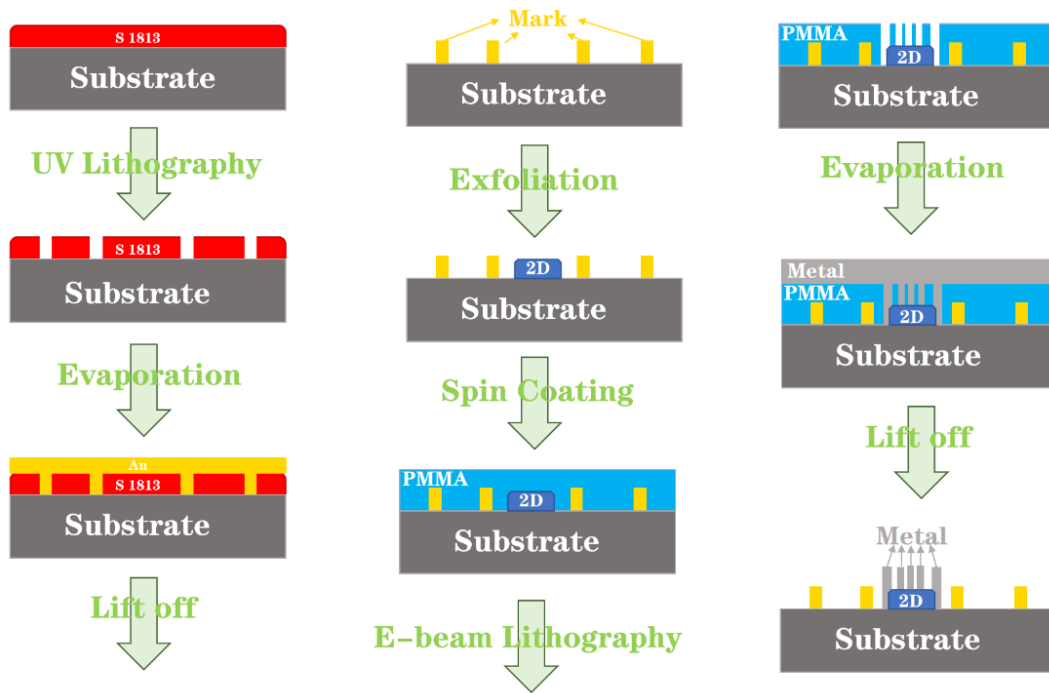 S 1813
Substrate
UV Lithography
S 1813
Substrate
Evaporation
Au
S 1813
Substrate
Lift off
Mark
Substrate
Exfoliation
2D
Substrate
Spin Coating
PMMA
2D
Substrate
E-beam Lithography
PMMA
2D
Substrate
Evaporation
Metal
PMMA
2D
Substrate
Lift off
Metal
2D
Substrate